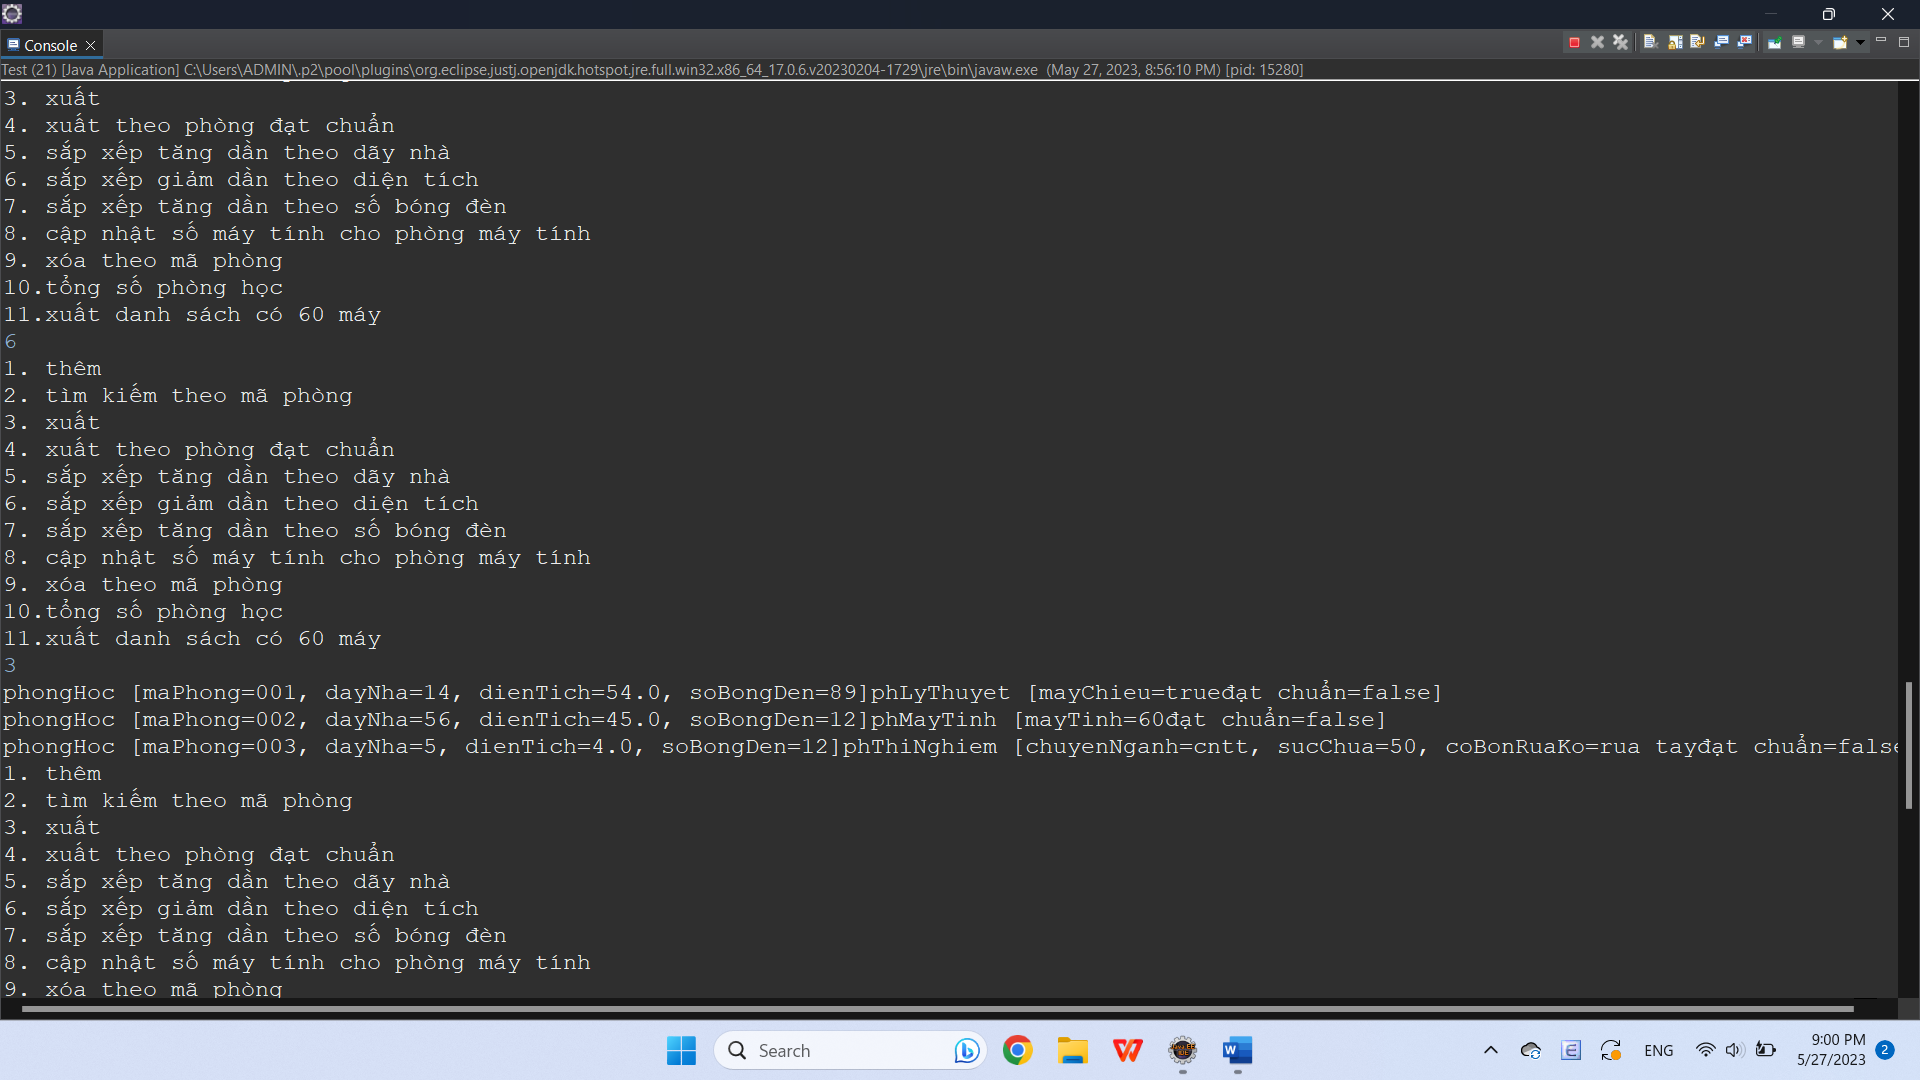 Console
Test (21) [Java Application] C:\Users\ADMIN\.p2\pool\plugins\org.eclipse.justj.openjdk.hotspot.jre.full.win32.x86_64_17.0.6.v20230204-1729\jre\bin\javaw.exe (May 27, 2023, 8:56:10 PM) [pid: 15280]
3. xuất
4. xuất theo phòng đạt chuẩn
5. sắp xếp tăng dần theo dãy nhà
6. sắp xếp giảm dần theo diện tích
7. sắp xếp tăng dần theo số bóng đèn
8. cập nhật số máy tính cho phòng máy tính
9. xóa theo mã phòng
10.tổng số phòng học
11.xuất danh sách có 60 máy
6
1. thêm
2. tìm kiếm theo mã phòng
3. xuất
4. xuất theo phòng đạt chuẩn
5. sắp xếp tăng dần theo dãy nhà
6. sắp xếp giảm dần theo diện tích
7. sắp xếp tăng dần theo số bóng đèn
8. cập nhật số máy tính cho phòng máy tính
9. xóa theo mã phòng
10.tổng số phòng học
11.xuất danh sách có 60 máy
3
phongHoc [maPhong=001, dayNha=14, dienTich=54.0, soBongDen=89]phLyThuyet [mayChieu=trueđạt chuẩn=false]
phongHoc [maPhong=002, dayNha=56, dienTich=45.0, soBongDen=12]phMayTinh [mayTinh=60đạt chuẩn=false]
phongHoc [maPhong=003, dayNha=5, dienTich=4.0, soBongDen=12]phThiNghiem [chuyenNganh=cntt, sucChua=50, coBonRuaKo=rua tayđạt chuẩn=false
1. thêm
2. tìm kiếm theo mã phòng
3. xuất
4. xuất theo phòng đạt chuẩn
5. sắp xếp tăng dần theo dãy nhà
6. sắp xếp giảm dần theo diện tích
7. sắp xếp tăng dần theo số bóng đèn
8. cập nhật số máy tính cho phòng máy tính
9. xóa theo mã phòng
Search
ENG
9:00 PM
5/27/2023
2